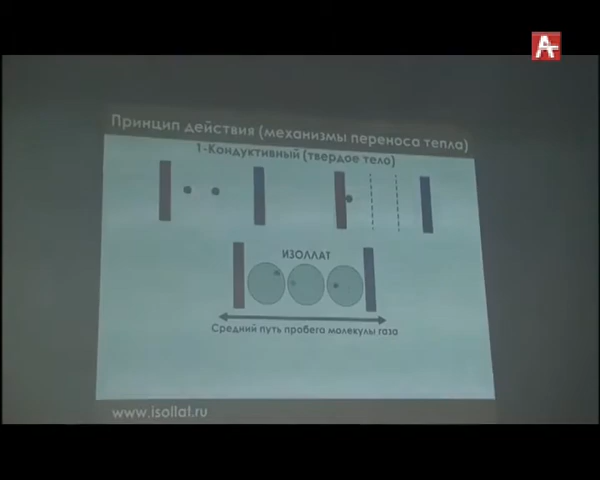 A+
Принцип действия (механизмы переноса тепла)
1-Кондуктивный (твердое тело)
ИЗОЛЛАТ
Средний путь пробега молекулы газа
www.isollat.ru